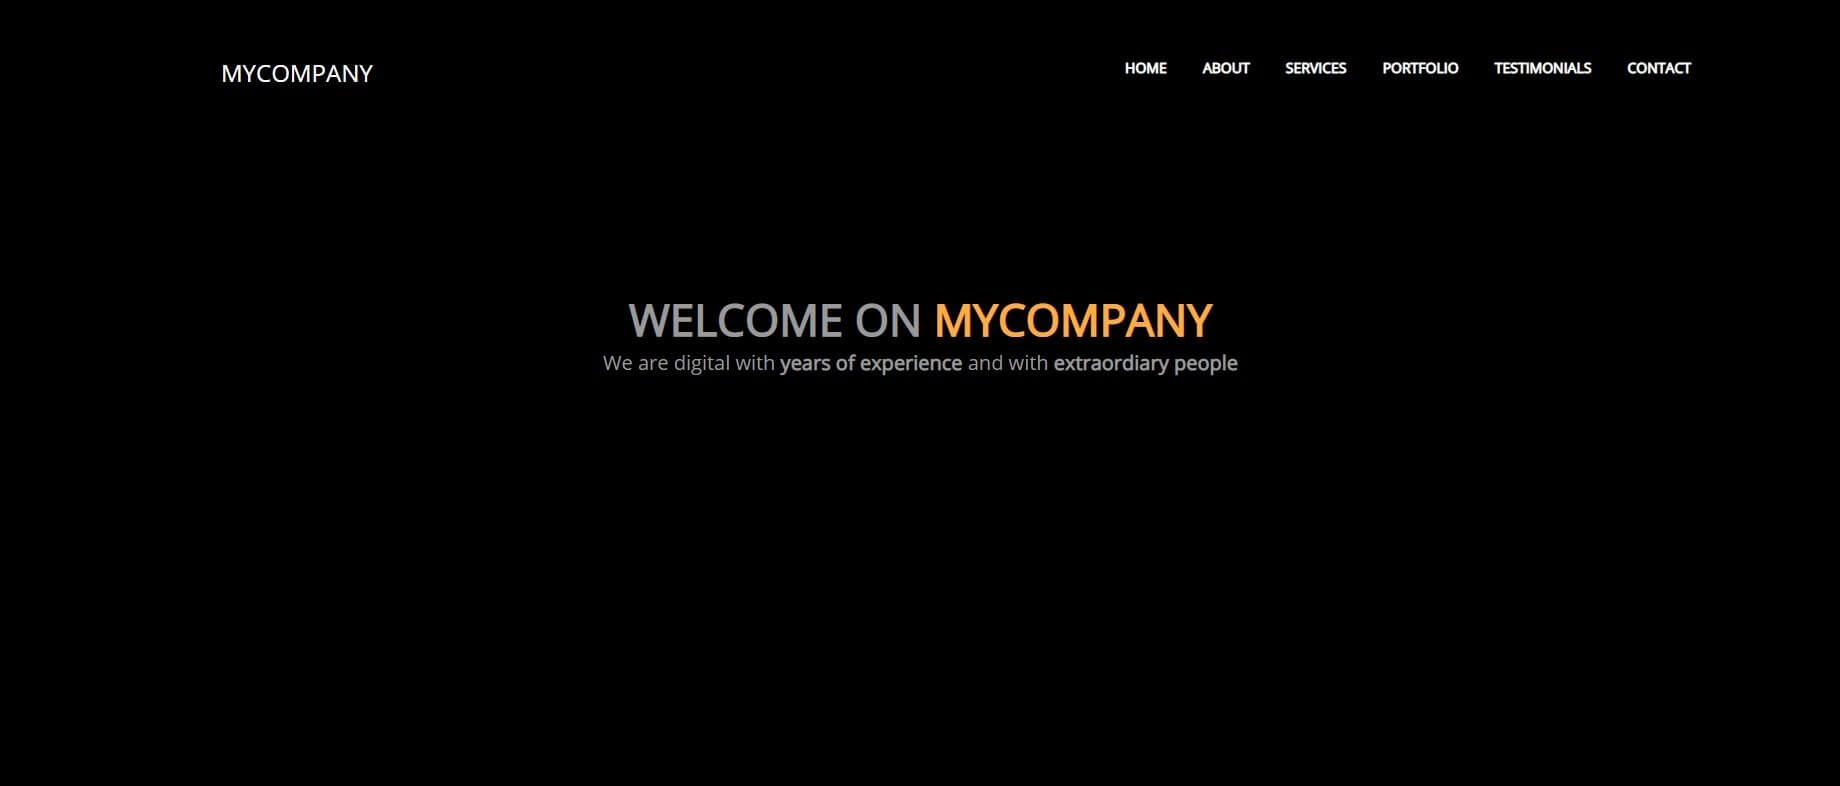 MYCOMPANY
HOME ABOUT SERVICES PORTFOLIO TESTIMONIALS CONTACT
WELCOME ON MYCOMPANY
We are digital with years of experience and with extraordiary people